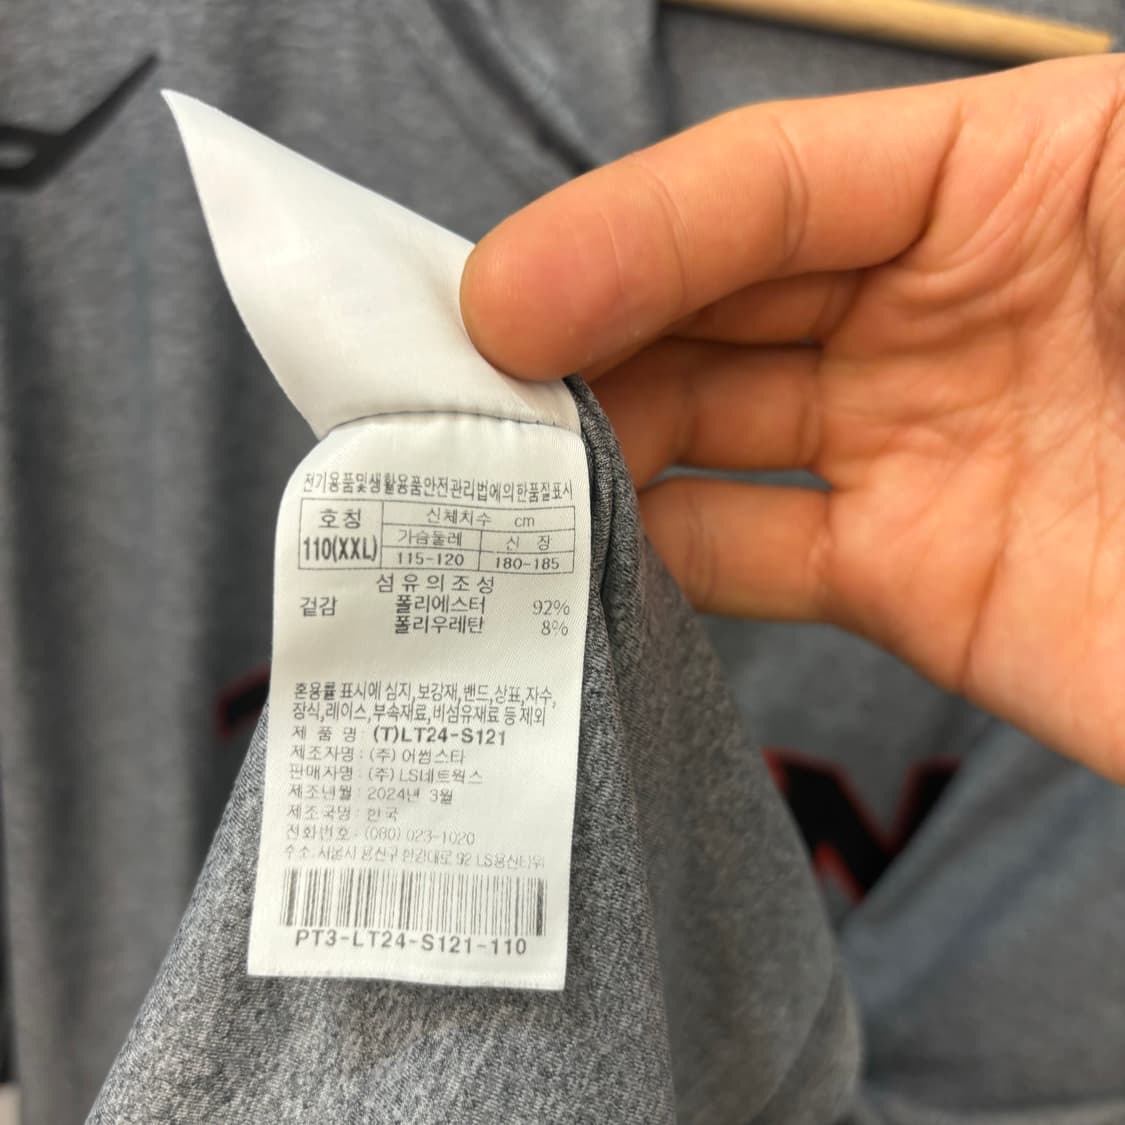 전기용품및생활용품안전관리법에의한품질표시
호칭 신체치수 cm
110(XXL) 가슴둘레 신 장
115-120 180-185
섬유의조성
겉감 폴리에스터 92%
폴리우레탄 8%
혼용률 표시에 심지,보강재,밴드,상표,자수,
장식,레이스,부속재료,비섬유재료 등 제외
제 품 명 : (T)LT24-S121
제조자명 : (주) 어썸스타
판매자명 : (주) LS네트웍스
제조년월 : 2024년 3월
제조국명 : 한국
전화번호 : (080) 023-1020
주소 : 서울시 용산구 한강대로 92 LS용산타워
PT3-LT24-S121-110